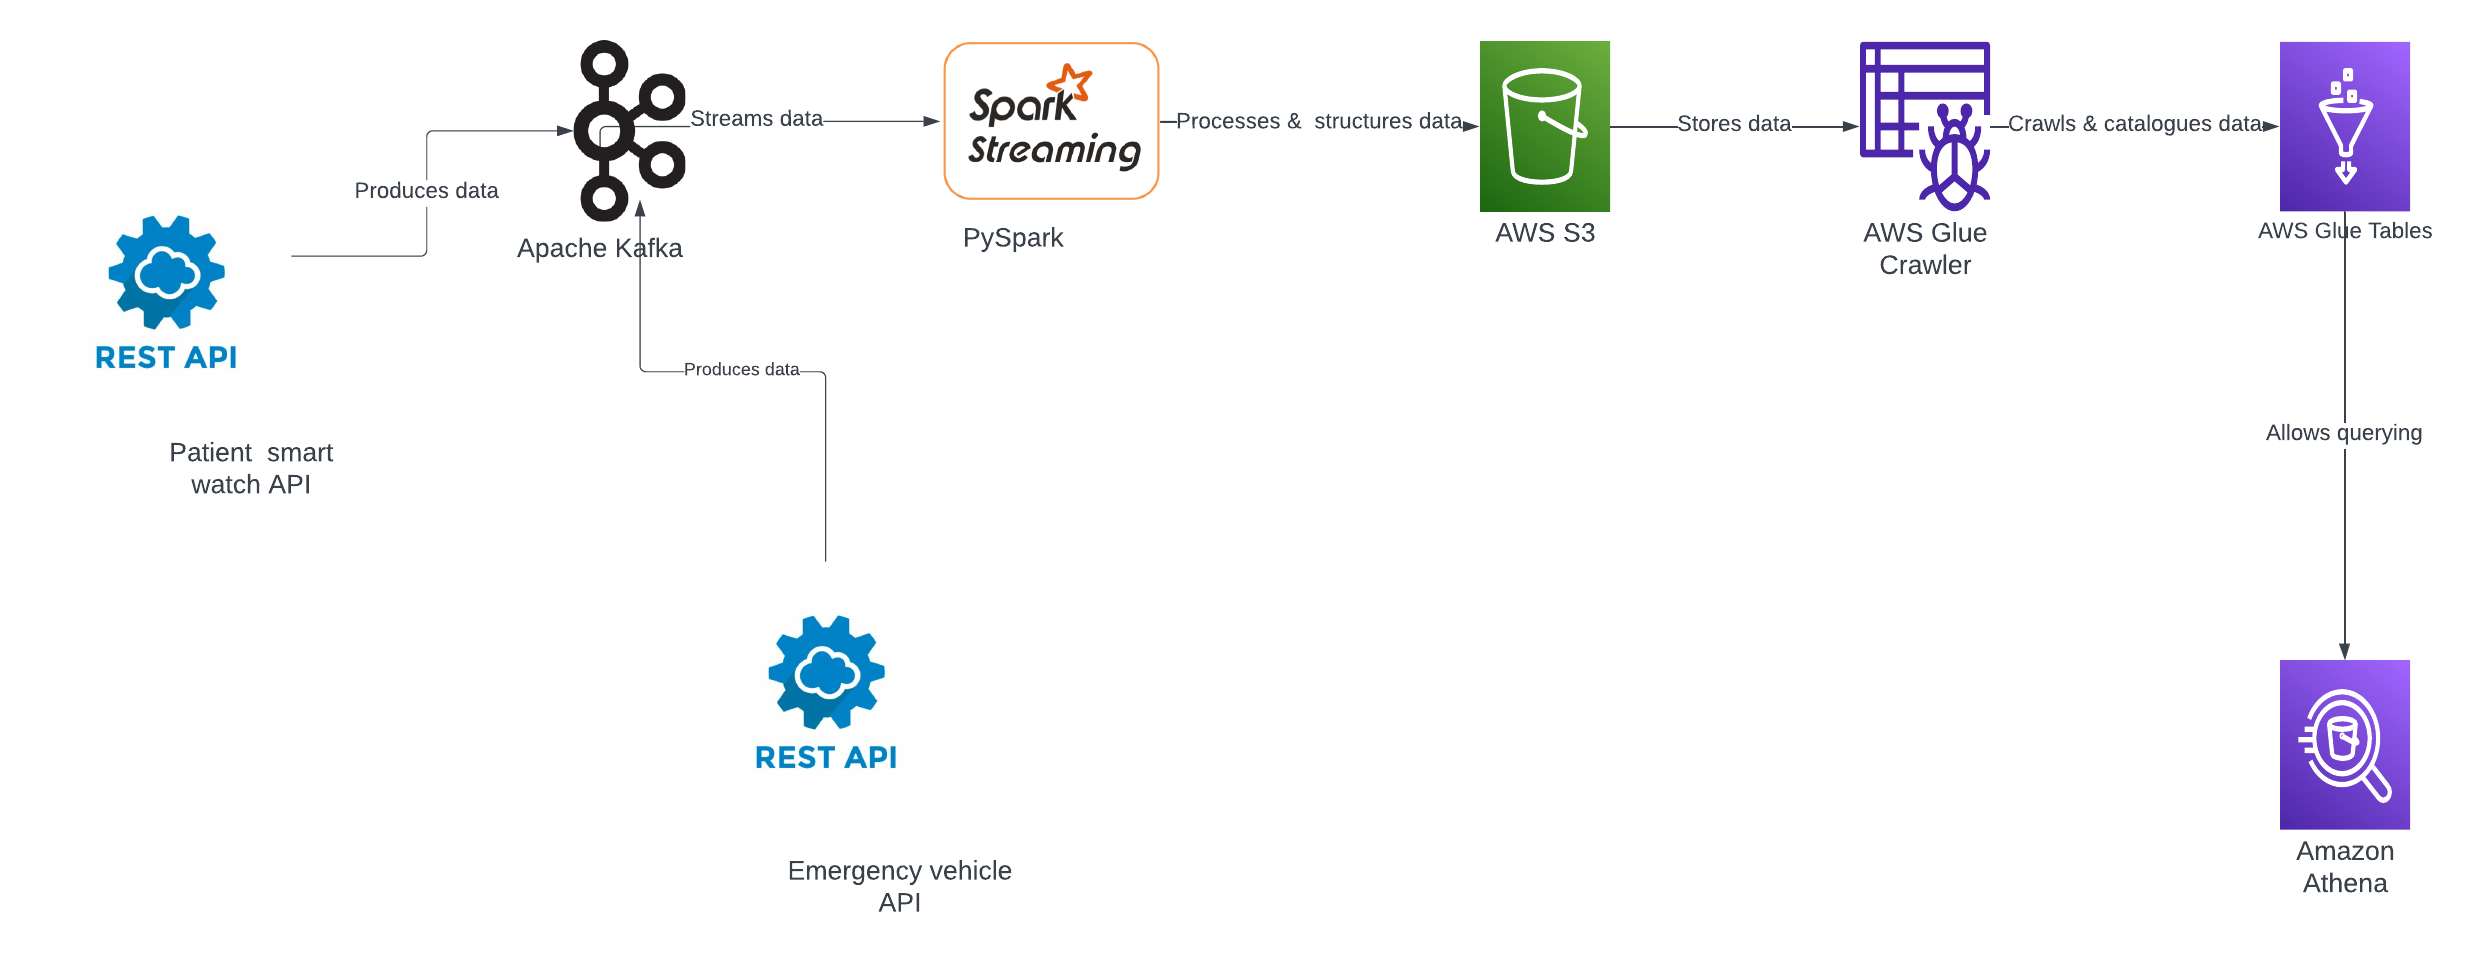 Streams data
Spark
Streaming
Processes & structures data
Stores data
Crawls & catalogues data
Produces data
Apache Kafka
PySpark
AWS S3
AWS Glue
Crawler
AWS Glue Tables
REST API
Produces data
Patient smart
watch API
Allows querying
REST API
Emergency vehicle
API
Amazon
Athena